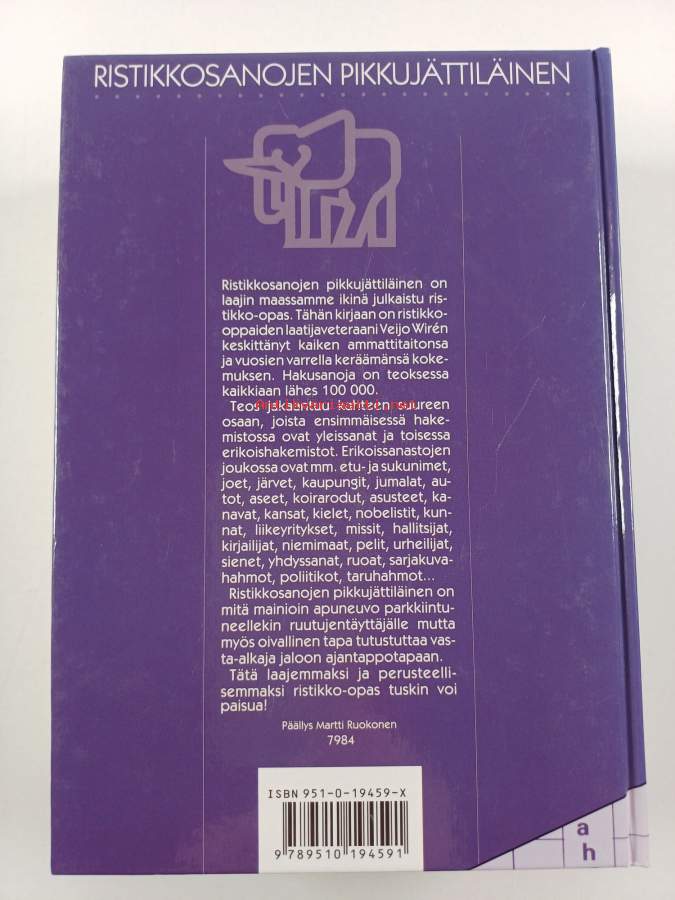 RISTIKKOSANOJEN PIKKUJÄTTILÄINEN
Ristikkosanojen pikkujättiläinen on
laajin maassamme ikinä julkaistu ris-
tikko-opas. Tähän kirjaan on ristikko-
oppaiden laatijaveteraani Veijo Wirén
keskittänyt kaiken ammattitaitonsa
ja vuosien varrella keräämänsä koke-
muksen. Hakusanoja on teoksessa
kaikkiaan lähes 100 000.
Teos jakaantuu kahteen suureen
osaan, joista ensimmäisessä hake-
mistossa ovat yleissanat ja toisessa
erikoishakemistot. Erikoissanastojen
joukossa ovat mm. etu- ja sukunimet,
joet, järvet, kaupungit, jumalat, au-
tot, aseet, koirarodut, asusteet, ka-
navat, kansat, kielet, nobelistit, kun-
nat, liikeyritykset, missit, hallitsijat,
kirjailijat, niemimaat, pelit, urheilijat,
sienet, yhdyssanat, ruoat, sarjakuva-
hahmot, poliitikot, taruhahmot...
Ristikkosanojen pikkujättiläinen on
mitä mainioin apuneuvo parkkiintu-
neellekin ruutujentäyttäjälle mutta
myös oivallinen tapa tutustuttaa vas-
ta-alkaja jaloon ajantappotapaan.
Tätä laajemmaksi ja perusteelli-
semmaksi ristikko-opas tuskin voi
paisua!
Päällys Martti Ruokonen
7984
ISBN 951-0-19459-X
9 789510 194591
a
h